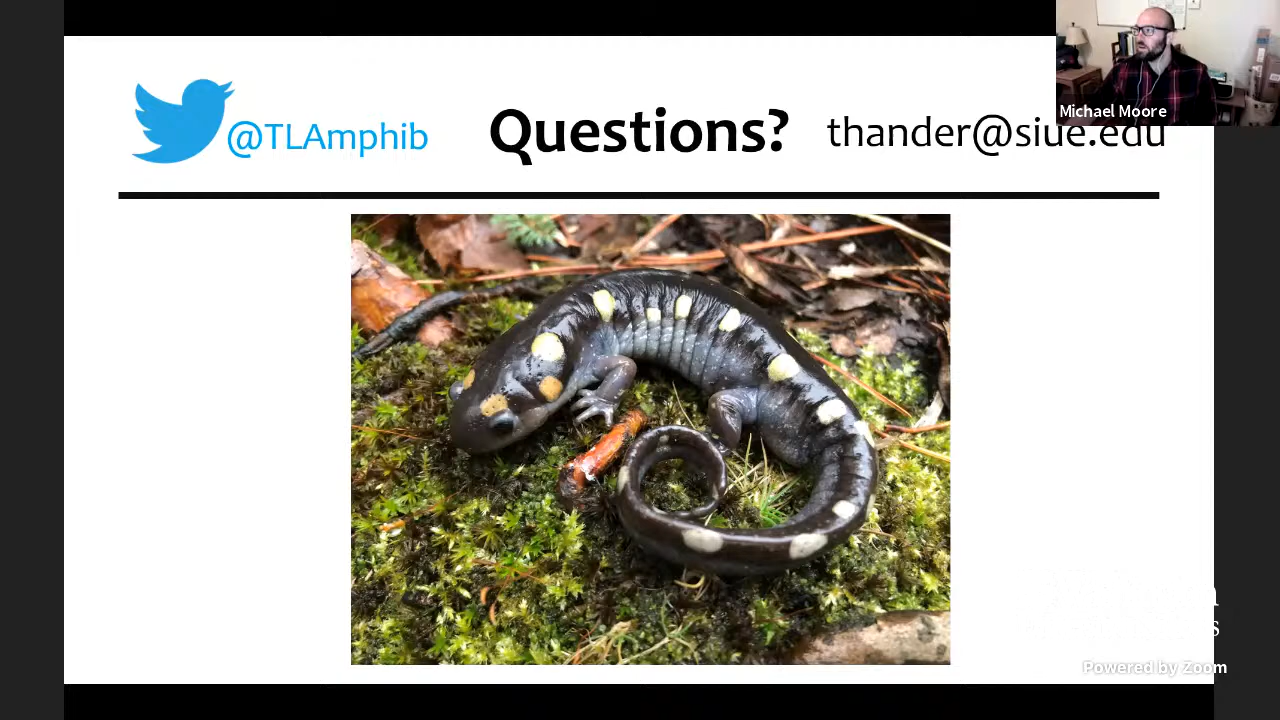 Michael Moore
@TLAmphib
Questions?
thander@siue.edu
Powered by Zoom